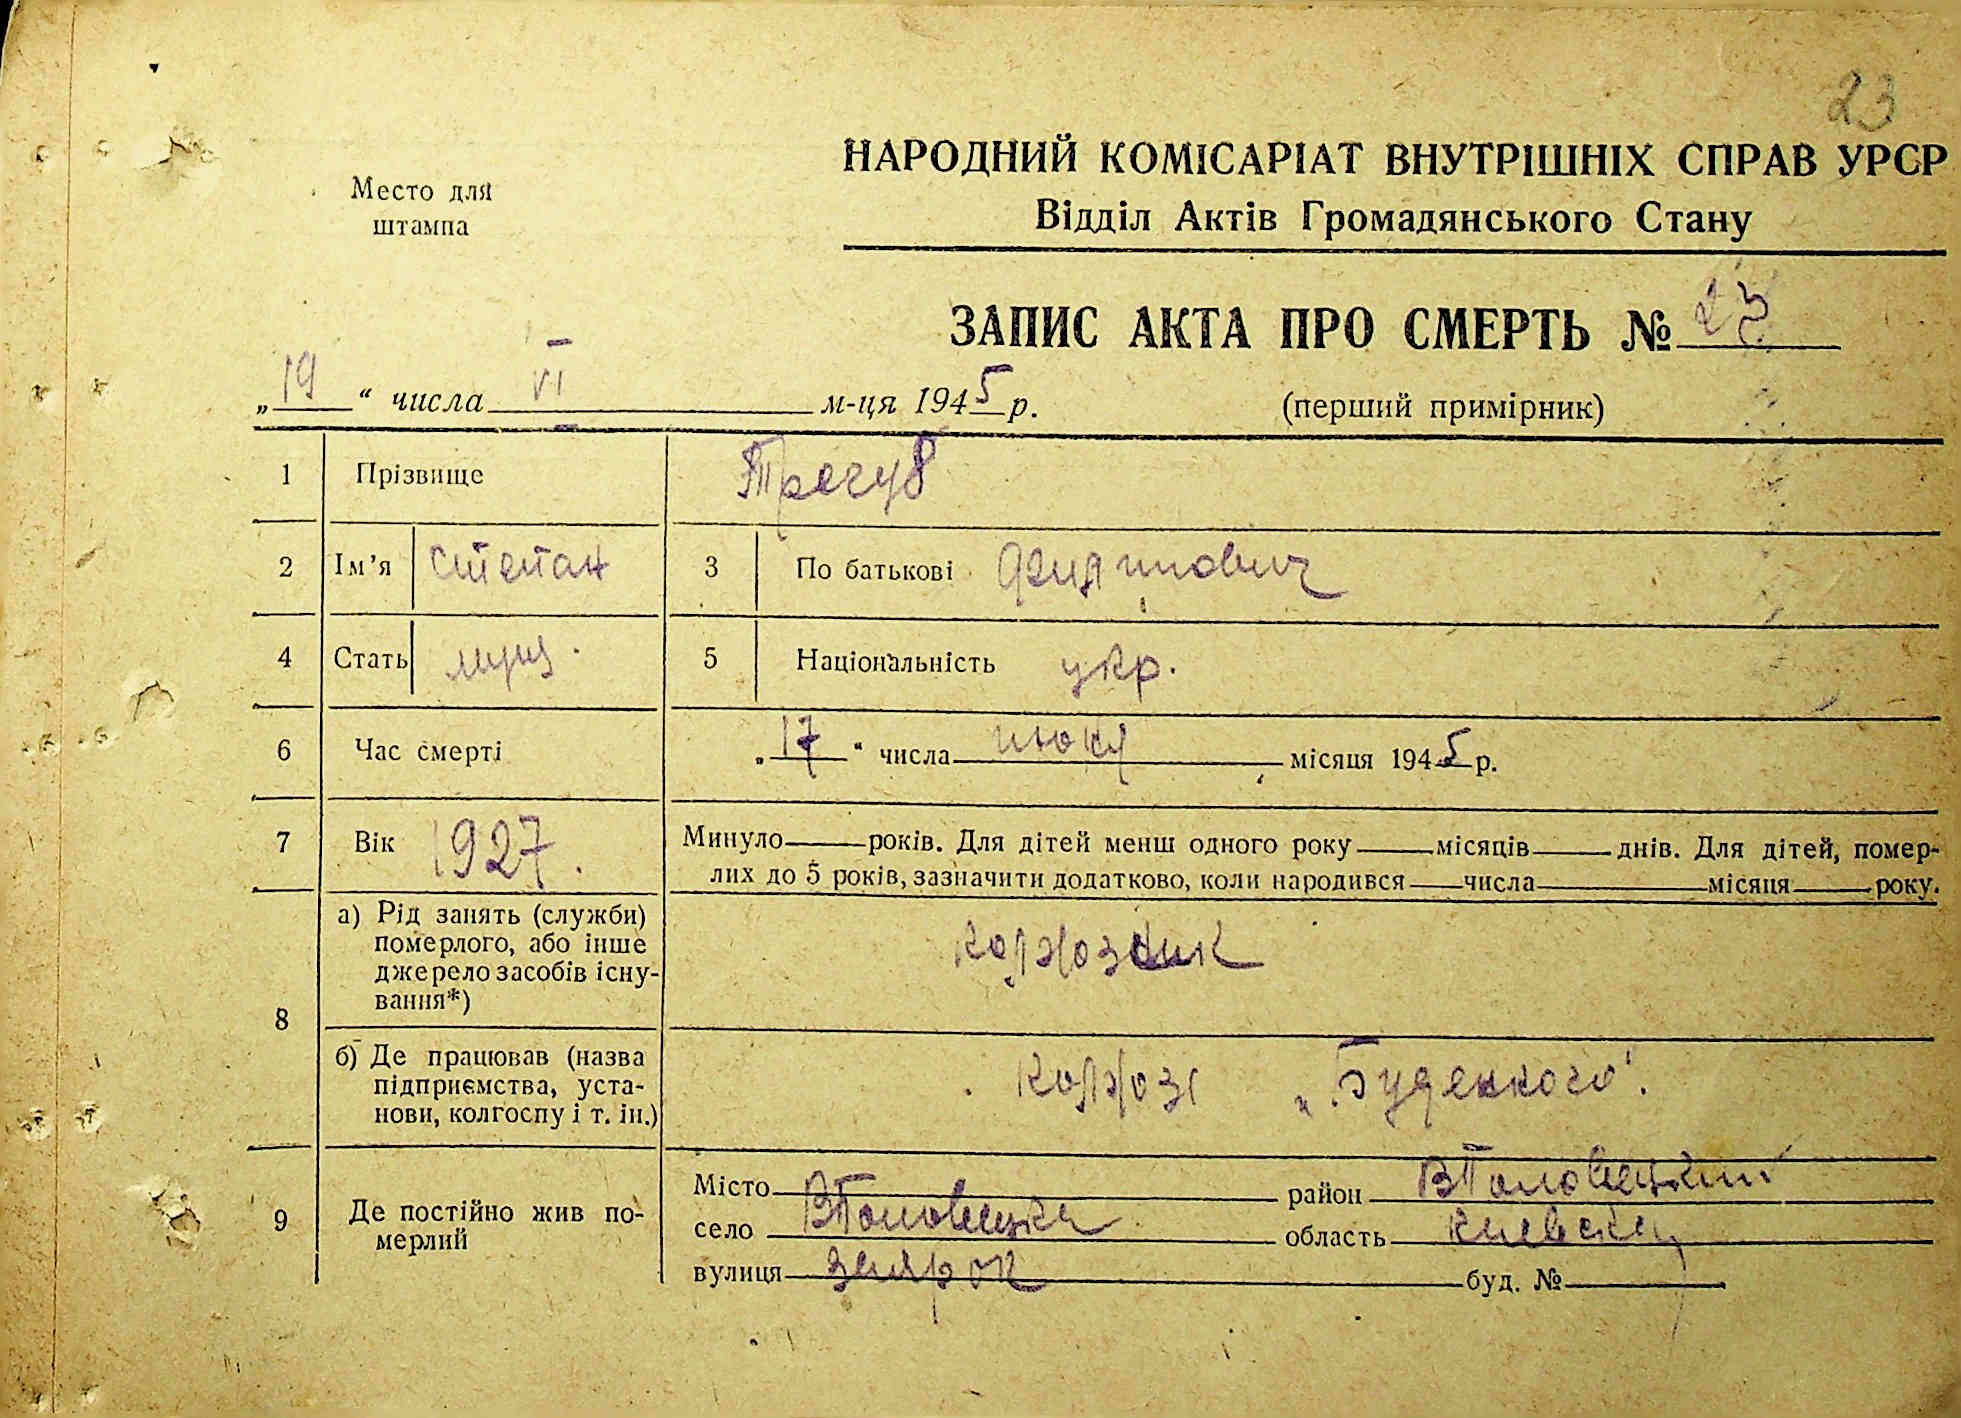 23
Место для
штампа
НАРОДНИЙ КОМІСАРІАТ ВНУТРІШНІХ СПРАВ УРСР
Відділ Актів Громадянського Стану
ЗАПИС АКТА ПРО СМЕРТЬ № 23
„19“ числа VI м-ця 1945 р.
(перший примірник)
1 Прізвище Трегуб
2 Ім’я Степан 3 По батькові
4 Стать муж. 5 Національність укр.
6 Час смерті „17“ числа июня місяця 1945 р.
7 Вік 1927. Минуло років. Для дітей менш одного року місяців днів. Для дітей, помер-
лих до 5 років, зазначити додатково, коли народився числа місяця року.
8 а) Рід занять (служби)
померлого, або інше
джерело засобів існу-
вання*)
колхозник
б) Де працював (назва
підприємства, уста-
нови, колгоспу і т. ін.)
колхозі „Буденного“.
9 Де постійно жив по-
мерлий
Місто район ВПоловецкий
село ВПоловецка область киевска
вулиця буд. №